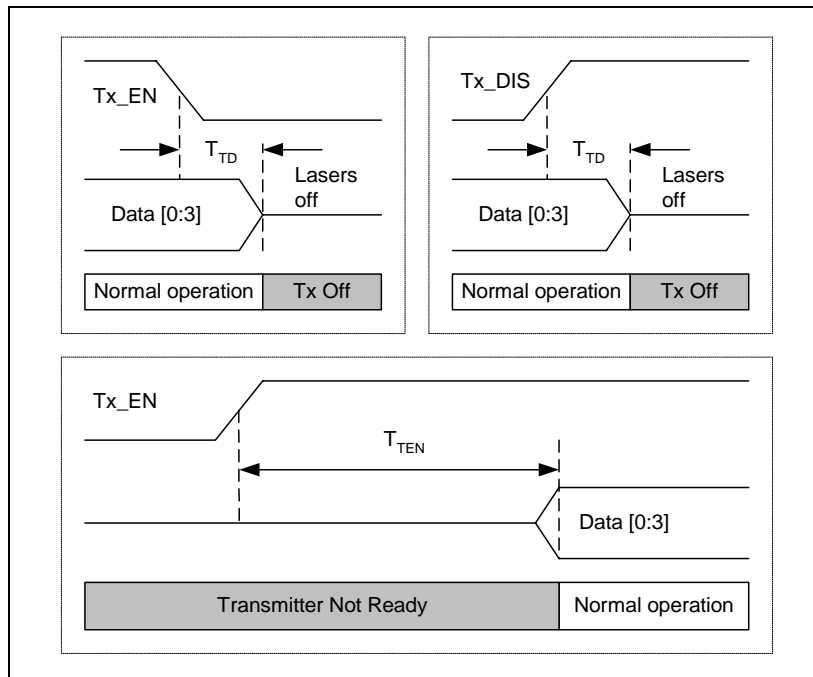 Tx_EN
T_TD
Lasers
off
Data [0:3]
Normal operation
Tx Off
Tx_DIS
T_TD
Lasers
off
Data [0:3]
Normal operation
Tx Off
Tx_EN
T_TEN
Data [0:3]
Transmitter Not Ready
Normal operation